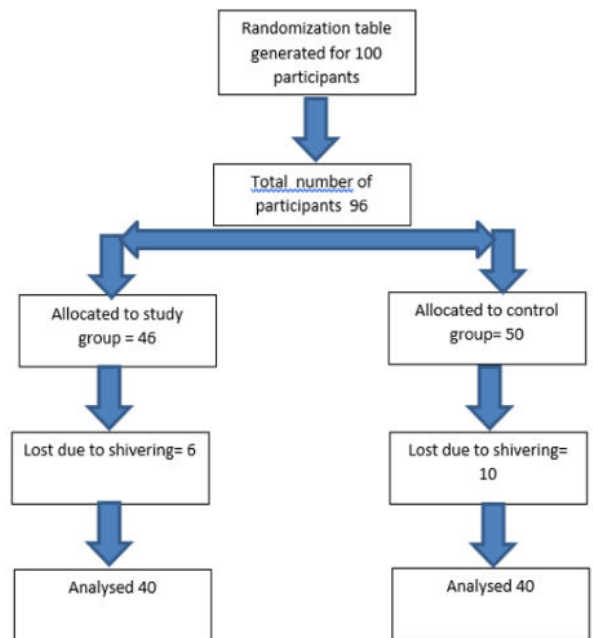 Randomization table
generated for 100
participants
Total number of
participants 96
Allocated to study
group = 46
Allocated to control
group= 50
Lost due to shivering= 6
Lost due to shivering=
10
Analysed 40
Analysed 40